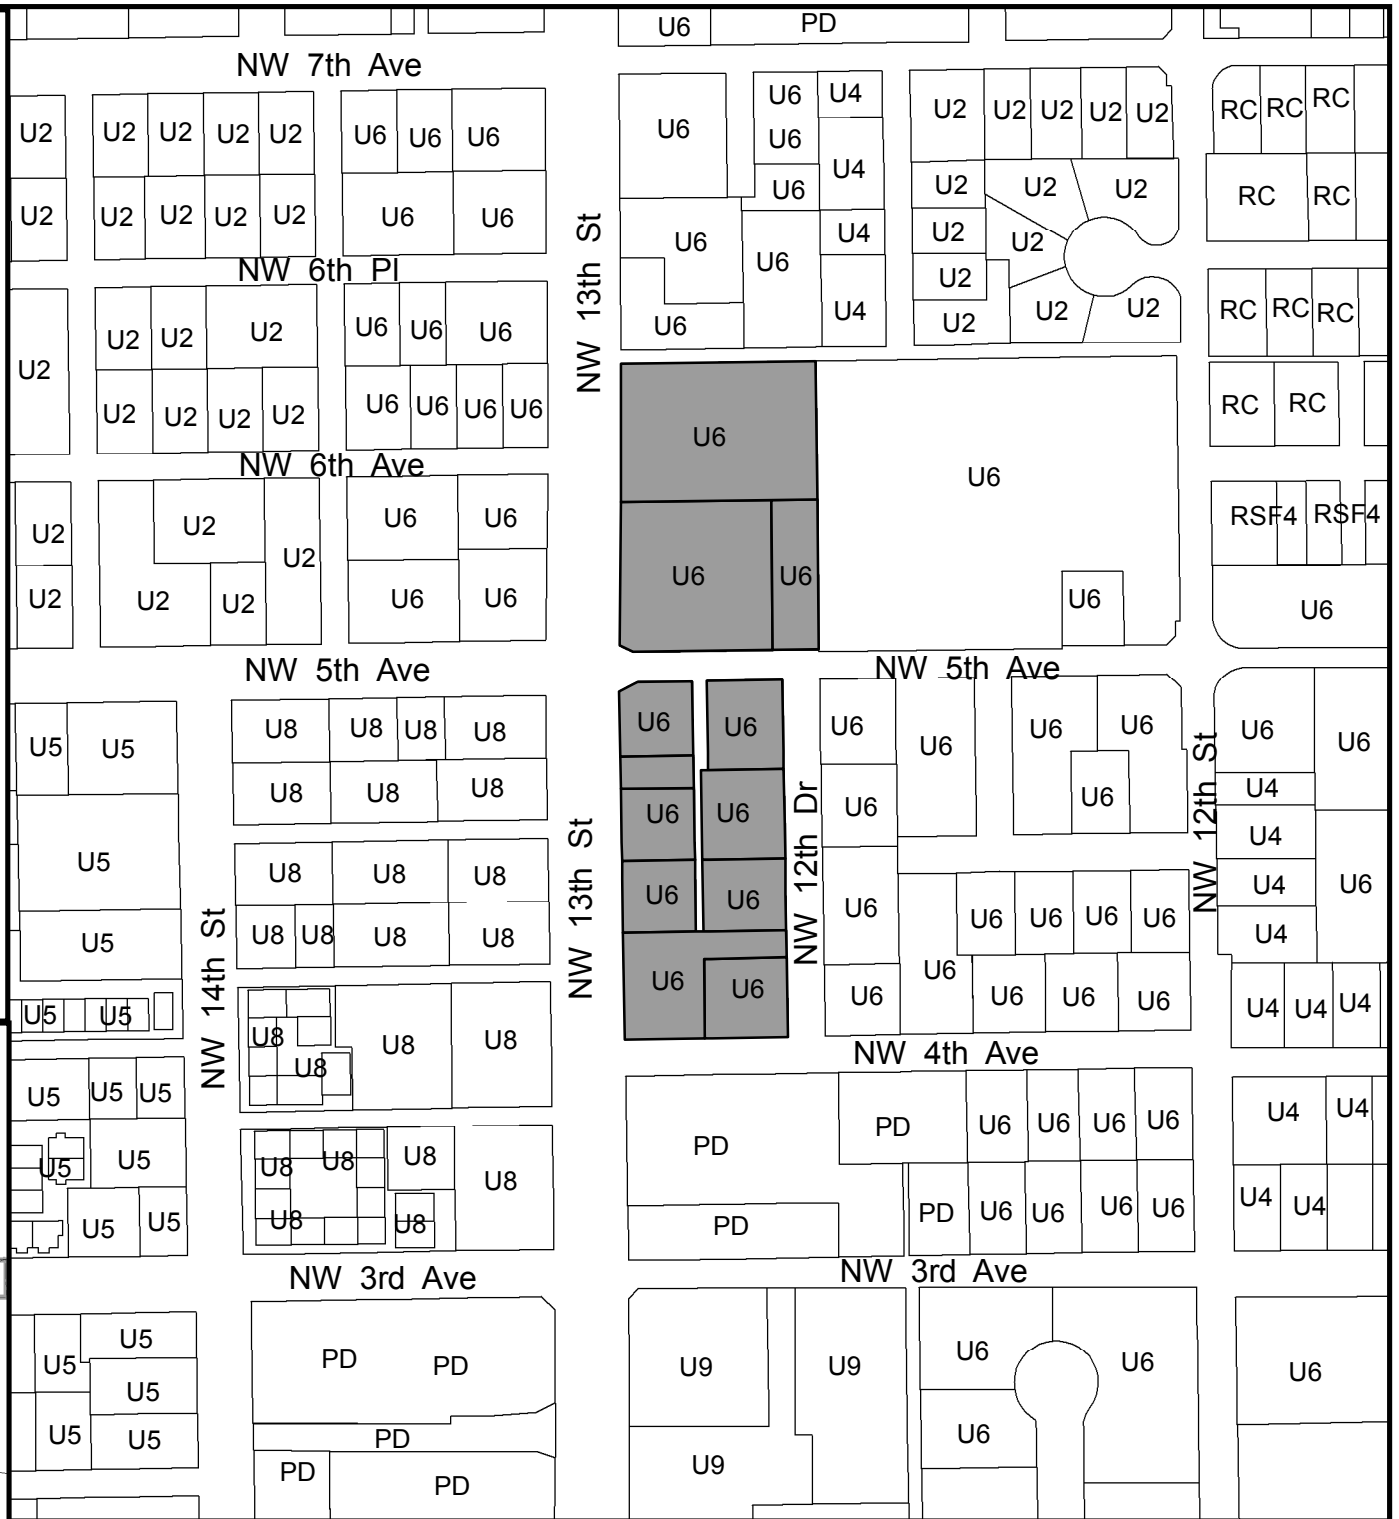 U6 PD
NW 7th Ave
U2 U2 U2 U2 U2 U6 U6 U6 U6 U6 U4 U2 U2 U2 U2 U2 RC RC RC
U6
U2 U2 U2 U2 U2 U6 U6 U6 U4 U2 U2 U2 RC RC
NW 13th St
U6 U6 U4 U2 U2
NW 6th Pl
U2
U2 U2 U2 U2 U6 U6 U6 U6 U4 U2 U2 U2 RC RC RC
U2 U2 U2 U2 U6 U6 U6 U6 U6 RC RC
NW 6th Ave
U6
U2 U2 U2 U6 U6 RSF4 RSF4
U2 U2 U2 U6 U6 U6 U6 U6 U6
NW 5th Ave
NW 5th Ave
U5 U5 U8 U8 U8 U8 U6 U6 U6 U6 U6 U6 U6 U6
U8 U8 U8 U6 U6 U6 U6 U4
NW 12th Dr
NW 12th St
U4
U5 U8 U8 U8 U6 U6 U6 U4 U6
NW 13th St
NW 14th St
U5 U8 U8 U8 U8 U6 U6 U6 U6 U4
U6 U6 U6 U6 U6 U6 U6 U4 U4 U4
U5 U5 U8 U8 U8
U8
NW 4th Ave
U5 U5 U5 PD PD U6 U6 U6 U6 U4 U4
U5 U5 U8 U8 U8 U8
U5 U5 U8 U8 PD PD U6 U6 U6 U6 U4 U4
NW 3rd Ave
NW 3rd Ave
U5 U5 PD PD U9 U9 U6 U6 U6
U5
U5 U5 PD U9 U6
PD PD